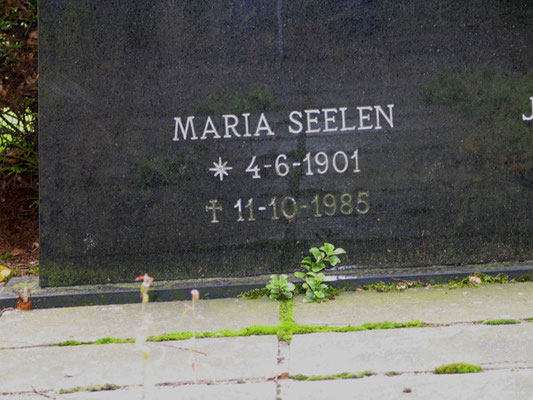 MARIA SEELEN
* 4-6-1901
† 11-10-1985
J